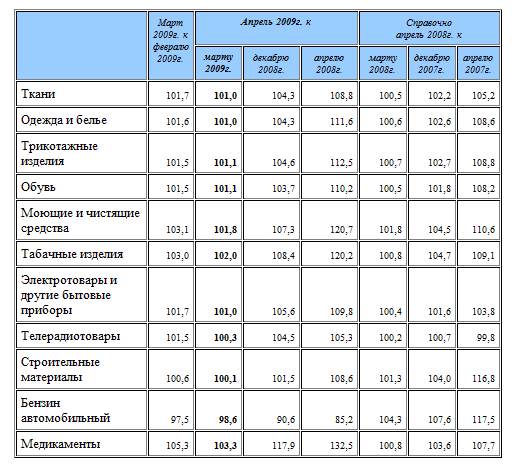 Март 2009г. к февралю 2009г. Апрель 2009г. к Справочно апрель 2008г. к
марту 2009г. декабрю 2008г. апрелю 2008г. марту 2008г. декабрю 2007г. апрелю 2007г.
Ткани 101,7 101,0 104,3 108,8 100,5 102,2 105,2
Одежда и белье 101,6 101,0 104,3 111,6 100,6 102,6 108,6
Трикотажные
изделия 101,5 101,1 104,6 112,5 100,7 102,7 108,8
Обувь 101,5 101,1 103,7 110,2 100,5 101,8 108,2
Моющие и чистящие
средства 103,1 101,8 107,3 120,7 101,8 104,5 110,6
Табачные изделия 103,0 102,0 108,4 120,2 100,8 104,7 109,1
Электротовары и
другие бытовые
приборы 101,7 101,0 105,6 109,8 100,4 101,6 103,8
Телерадиотовары 101,5 100,3 104,5 105,3 100,2 100,7 99,8
Строительные
материалы 100,6 100,1 101,5 108,6 101,3 104,0 116,8
Бензин
автомобильный 97,5 98,6 90,6 85,2 104,3 107,6 117,5
Медикаменты 105,3 103,3 117,9 132,5 100,8 103,6 107,7